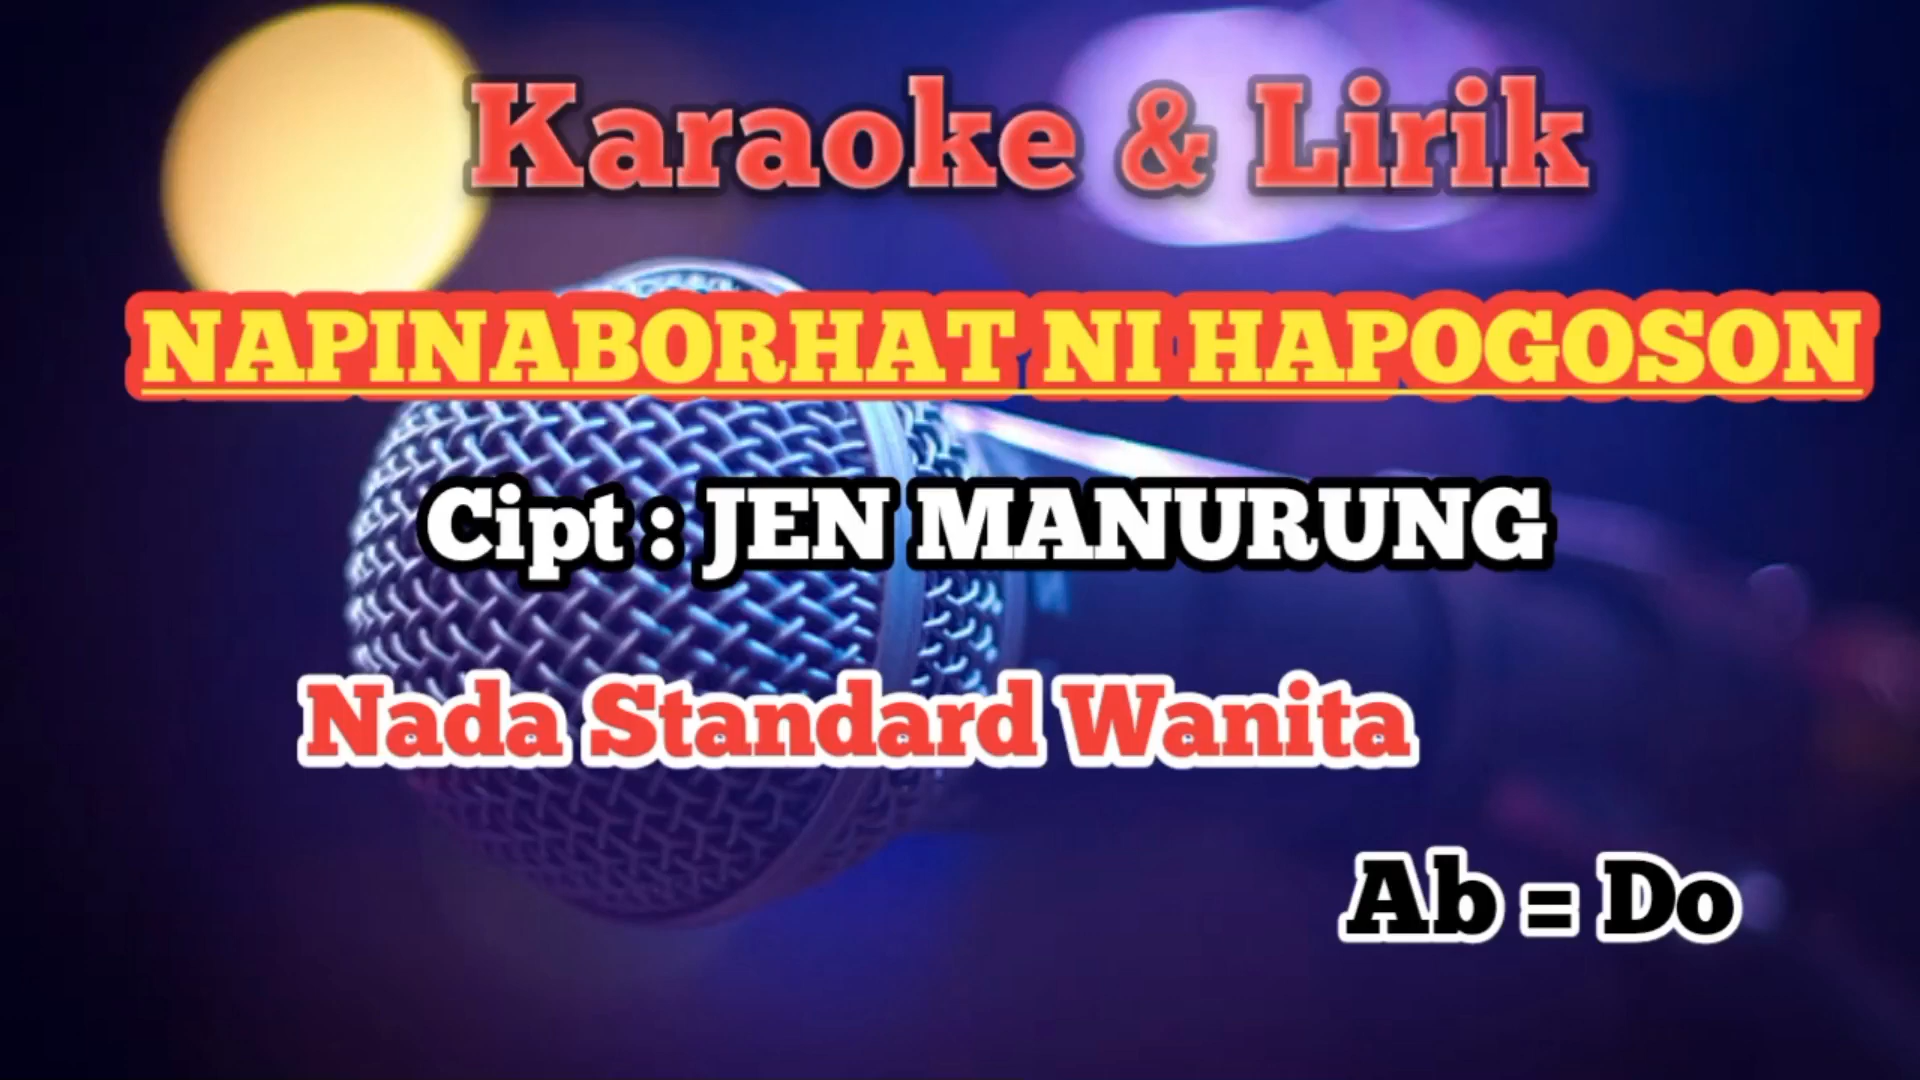 Karaoke & Lirik
NAPINABORHAT NI HAPOGOSON
Cipt : JEN MANURUNG
Nada Standard Wanita
Ab = Do